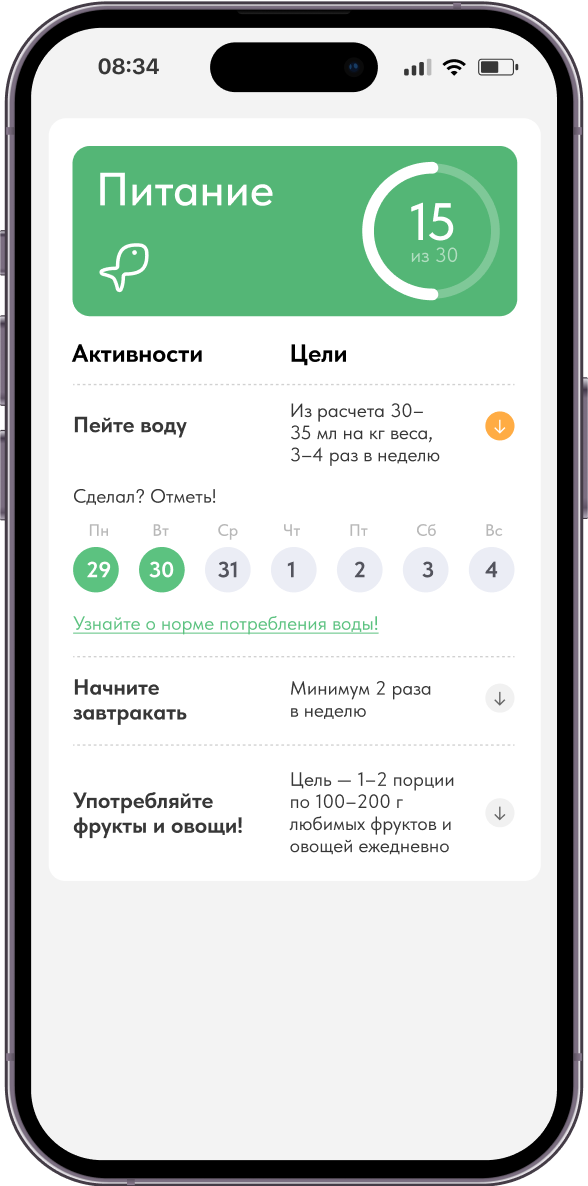 08:34
Питание
15
из 30
Активности Цели
Пейте воду
Из расчета 30–
35 мл на кг веса,
3–4 раз в неделю
Сделал? Отметь!
Пн Вт Ср Чт Пт Сб Вс
29 30 31 1 2 3 4
Узнайте о норме потребления воды!
Начните
завтракать
Минимум 2 раза
в неделю
Употребляйте
фрукты и овощи!
Цель — 1–2 порции
по 100–200 г
любимых фруктов и
овощей ежедневно